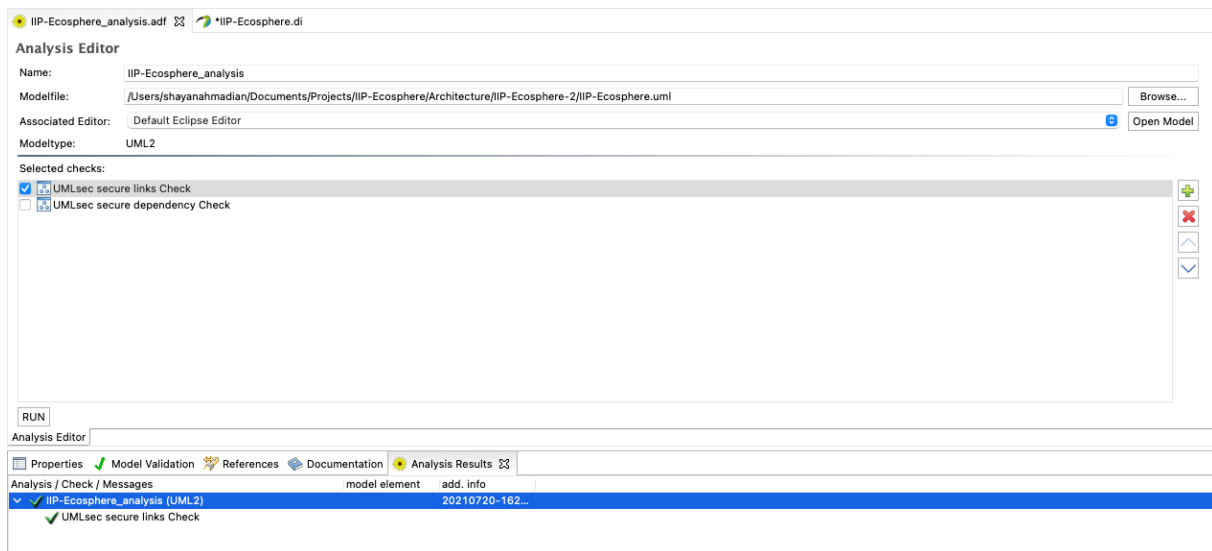 IIP-Ecosphere_analysis.adf *IIP-Ecosphere.di
Analysis Editor
Name: IIP-Ecosphere_analysis
Modelfile: /Users/shayanahmadian/Documents/Projects/IIP-Ecosphere/Architecture/IIP-Ecosphere-2/IIP-Ecosphere.uml Browse...
Associated Editor: Default Eclipse Editor Open Model
Modeltype: UML2
Selected checks:
UMLsec secure links Check
UMLsec secure dependency Check
RUN
Analysis Editor
Properties Model Validation References Documentation Analysis Results
Analysis / Check / Messages model element add. info
IIP-Ecosphere_analysis (UML2) 20210720-162...
UMLsec secure links Check